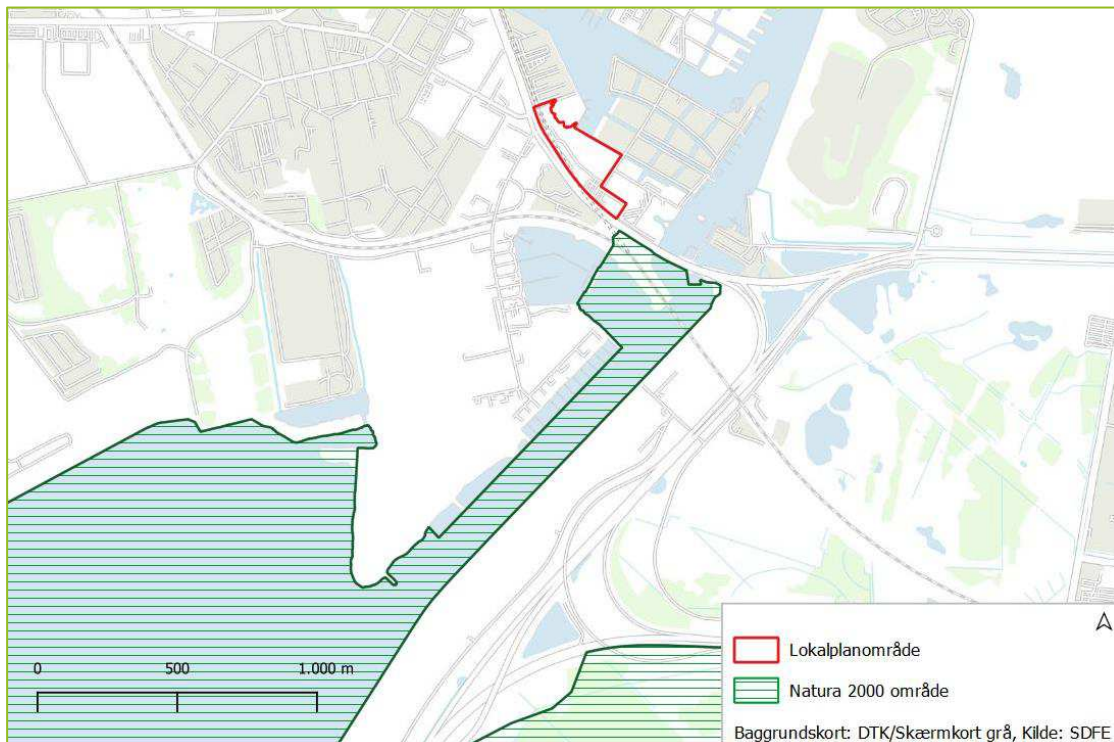 0 500 1.000 m
Lokalplanområde
Natura 2000 område
Baggrundskort: DTK/Skærmkort grå, Kilde: SDFE